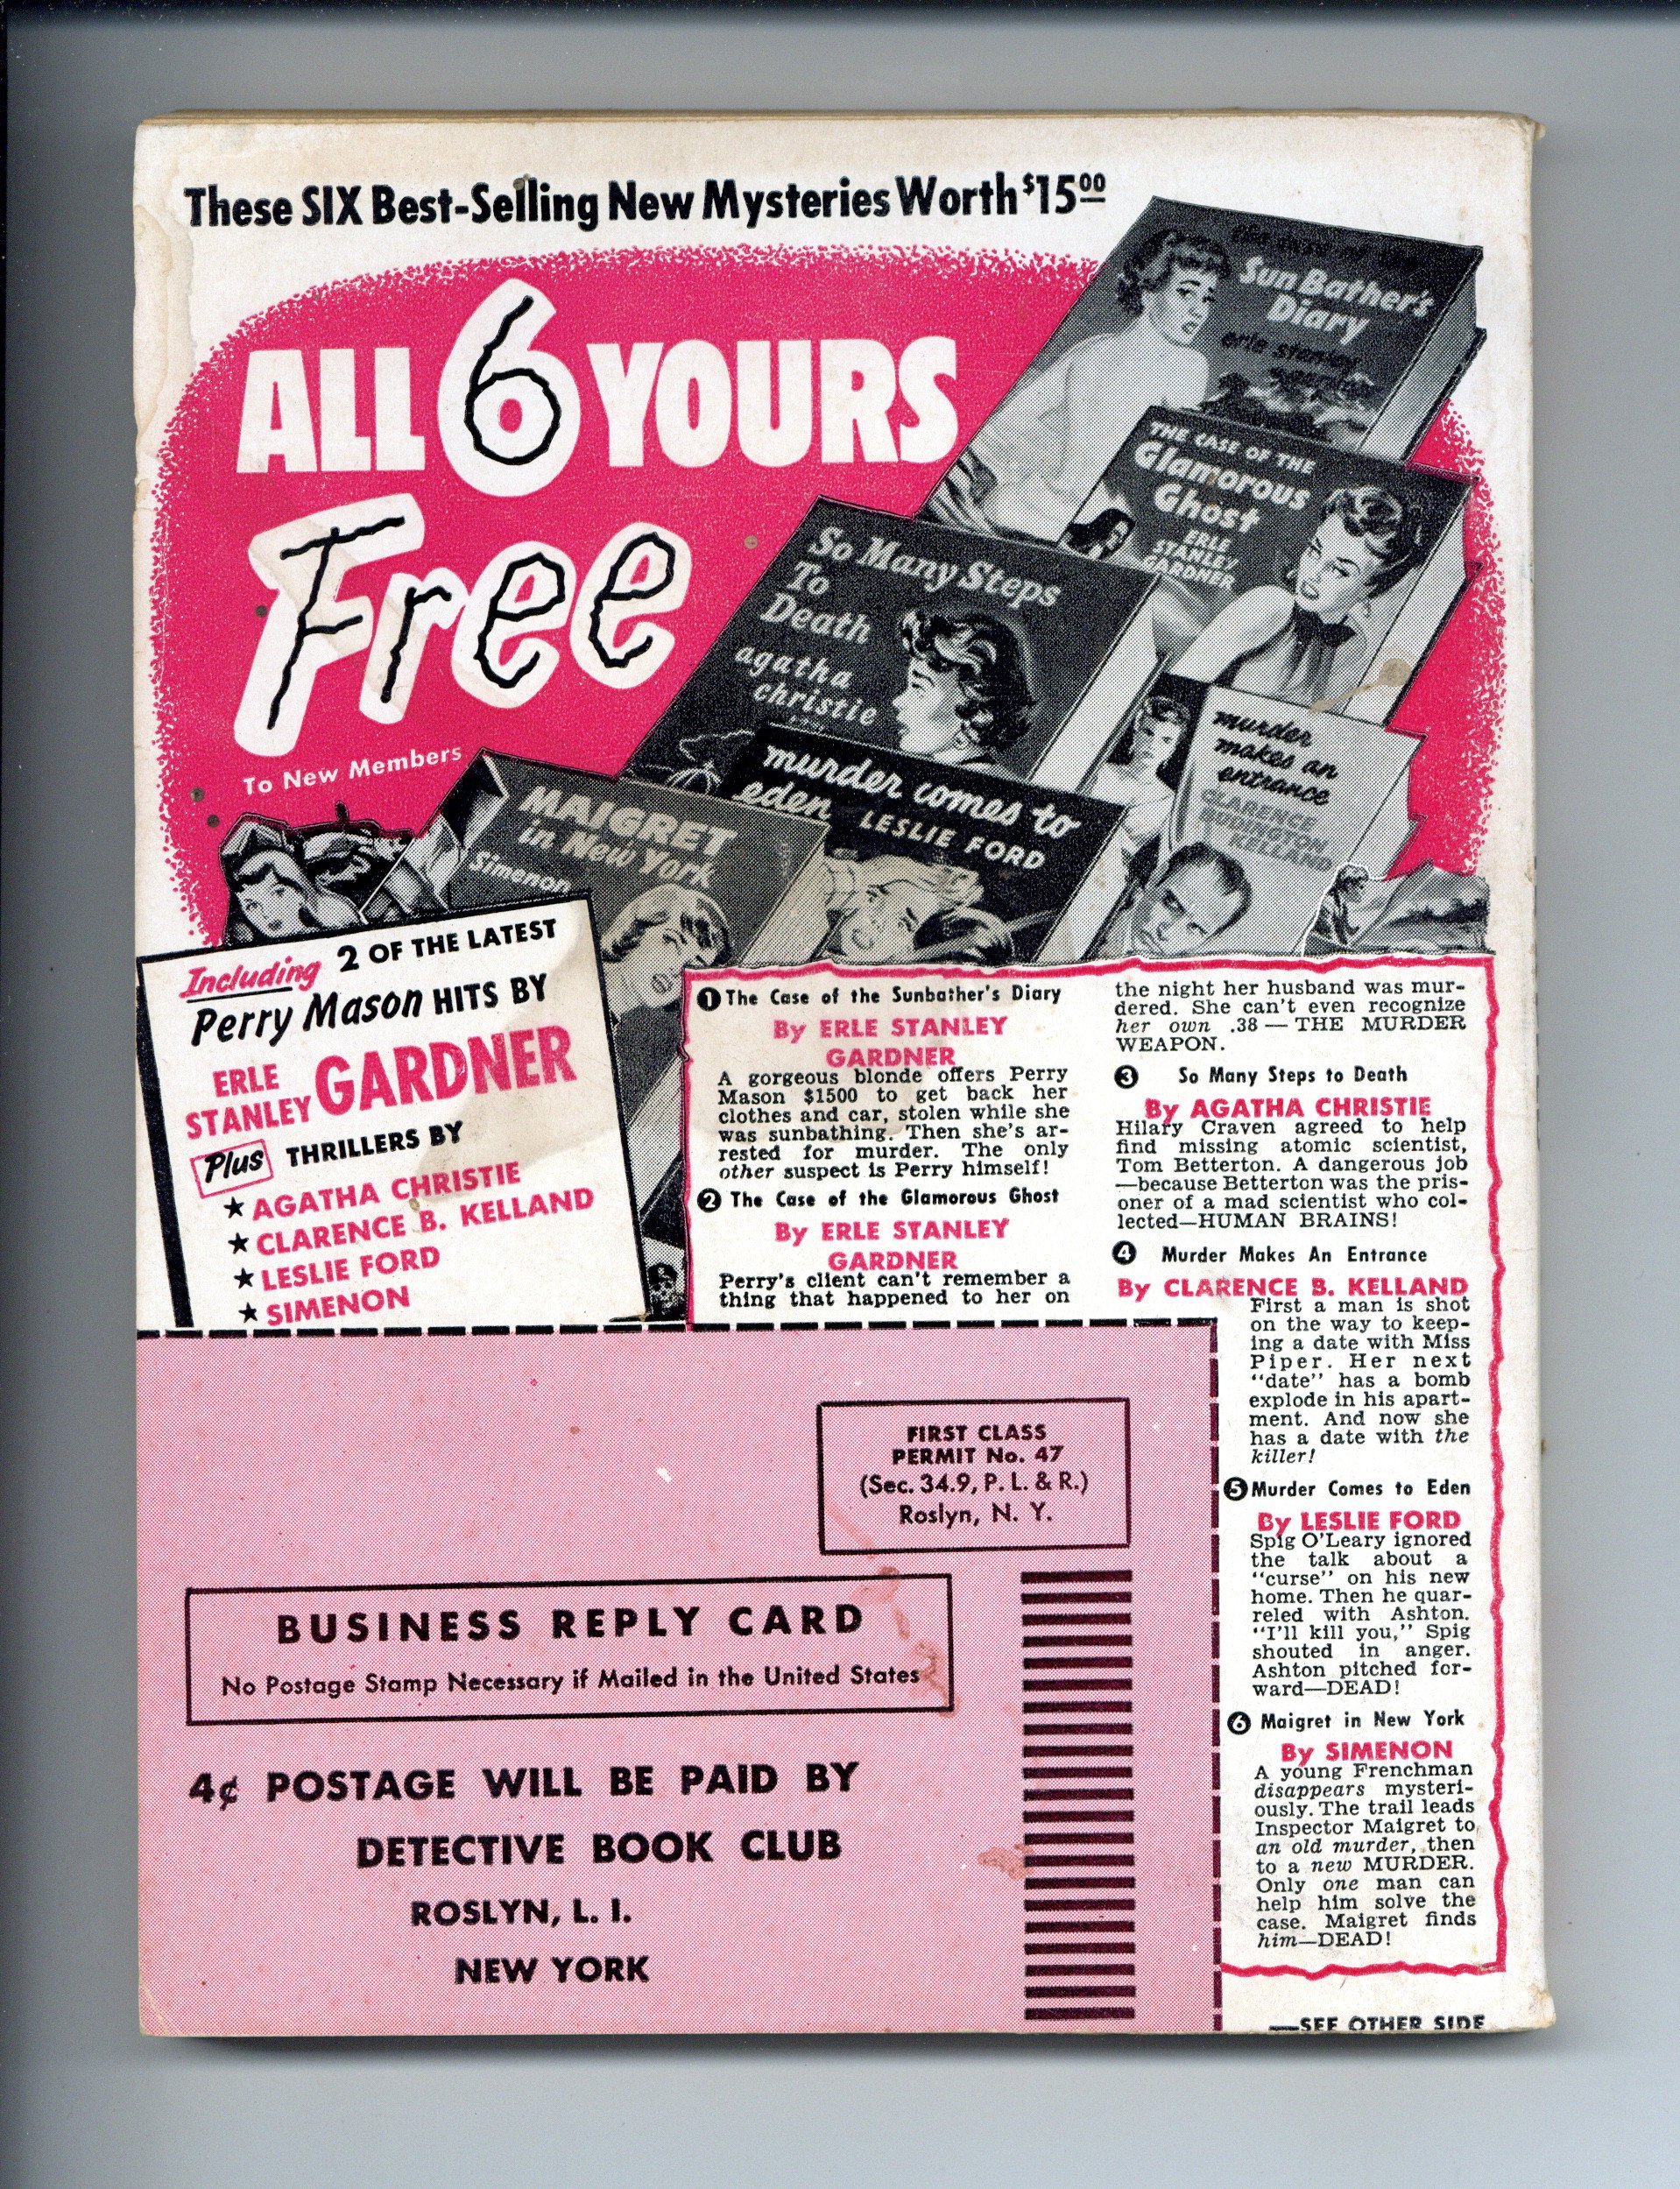 These SIX Best-Selling New Mysteries Worth $15.00
ALL 6 YOURS
Free
To New Members
Sun Bather's
Diary
erle stanley
gardner
THE CASE OF THE
Glamorous
Ghost
ERLE
STANLEY
GARDNER
So Many Steps
To
Death
agatha
christie
murder
makes an
entrance
CLARENCE
BUDINGTON
KELLAND
murder comes to
eden LESLIE FORD
MAIGRET
in New York
Simenon
Including 2 OF THE LATEST
Perry Mason HITS BY
ERLE
STANLEY GARDNER
Plus THRILLERS BY
★ AGATHA CHRISTIE
★ CLARENCE B. KELLAND
★ LESLIE FORD
★ SIMENON
❶ The Case of the Sunbather's Diary
By ERLE STANLEY
GARDNER
A gorgeous blonde offers Perry
Mason $1500 to get back her
clothes and car, stolen while she
was sunbathing. Then she's ar-
rested for murder. The only
other suspect is Perry himself!
❷ The Case of the Glamorous Ghost
By ERLE STANLEY
GARDNER
Perry's client can't remember a
thing that happened to her on
the night her husband was mur-
dered. She can't even recognize
her own .38 — THE MURDER
WEAPON.
❸ So Many Steps to Death
By AGATHA CHRISTIE
Hilary Craven agreed to help
find missing atomic scientist,
Tom Betterton. A dangerous job
—because Betterton was the pris-
oner of a mad scientist who col-
lected—HUMAN BRAINS!
❹ Murder Makes An Entrance
By CLARENCE B. KELLAND
First a man is shot
on the way to keep-
ing a date with Miss
Piper. Her next
"date" has a bomb
explode in his apart-
ment. And now she
has a date with the
killer!
❺ Murder Comes to Eden
By LESLIE FORD
Spig O'Leary ignored
the talk about a
"curse" on his new
home. Then he quar-
reled with Ashton.
"I'll kill you," Spig
shouted in anger.
Ashton pitched for-
ward—DEAD!
❻ Maigret in New York
By SIMENON
A young Frenchman
disappears mysteri-
ously. The trail leads
Inspector Maigret to
an old murder, then
to a new MURDER.
Only one man can
help him solve the
case. Maigret finds
him—DEAD!
—SEE OTHER SIDE
FIRST CLASS
PERMIT No. 47
(Sec. 34.9, P. L. & R.)
Roslyn, N. Y.
BUSINESS REPLY CARD
No Postage Stamp Necessary if Mailed in the United States
4¢ POSTAGE WILL BE PAID BY
DETECTIVE BOOK CLUB
ROSLYN, L. I.
NEW YORK